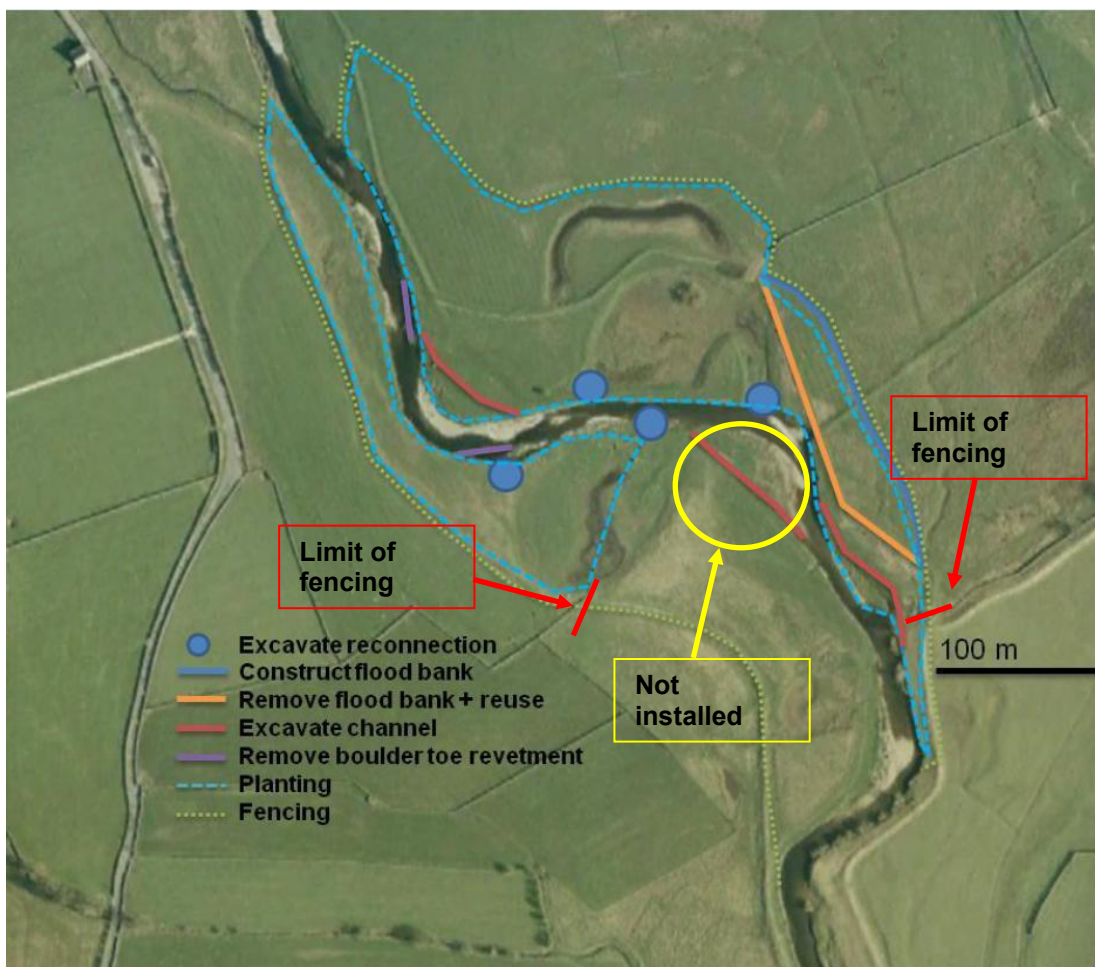 Limit of
fencing
Limit of
fencing
Excavate reconnection
Construct flood bank
Remove flood bank + reuse
Excavate channel
Remove boulder toe revetment
Planting
Fencing
100 m
Not
installed